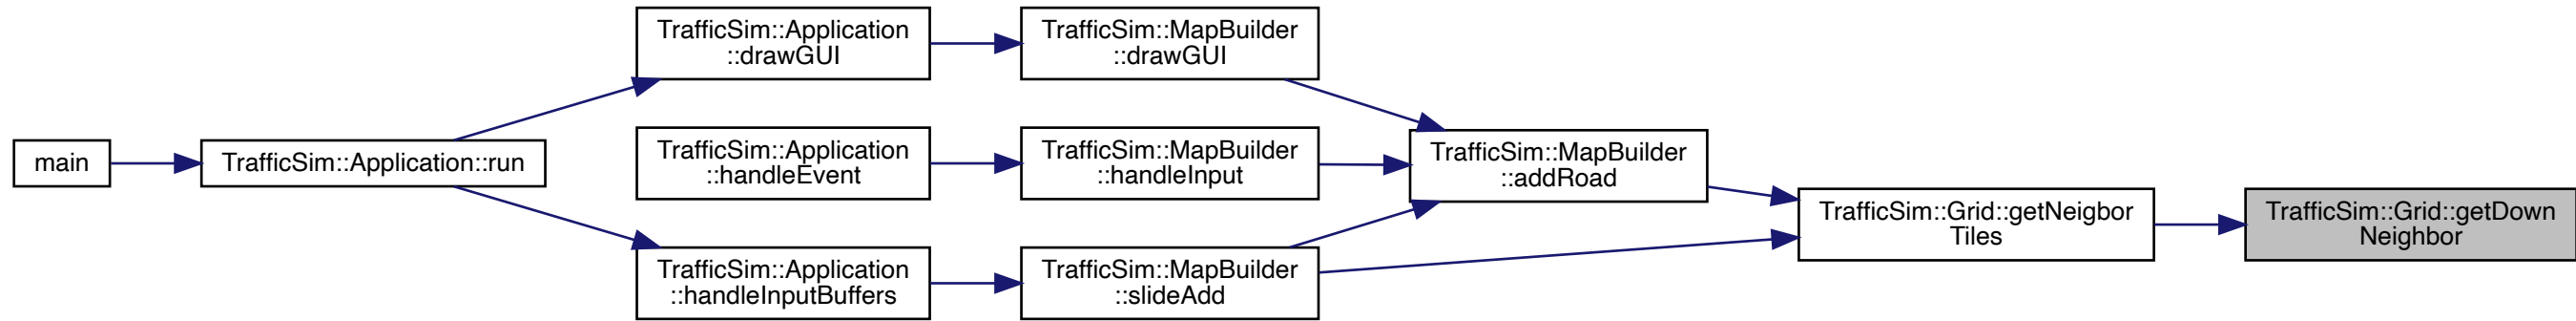 main
TrafficSim::Application::run
TrafficSim::Application
::drawGUI
TrafficSim::Application
::handleEvent
TrafficSim::Application
::handleInputBuffers
TrafficSim::MapBuilder
::drawGUI
TrafficSim::MapBuilder
::handleInput
TrafficSim::MapBuilder
::slideAdd
TrafficSim::MapBuilder
::addRoad
TrafficSim::Grid::getNeigbor
Tiles
TrafficSim::Grid::getDown
Neighbor